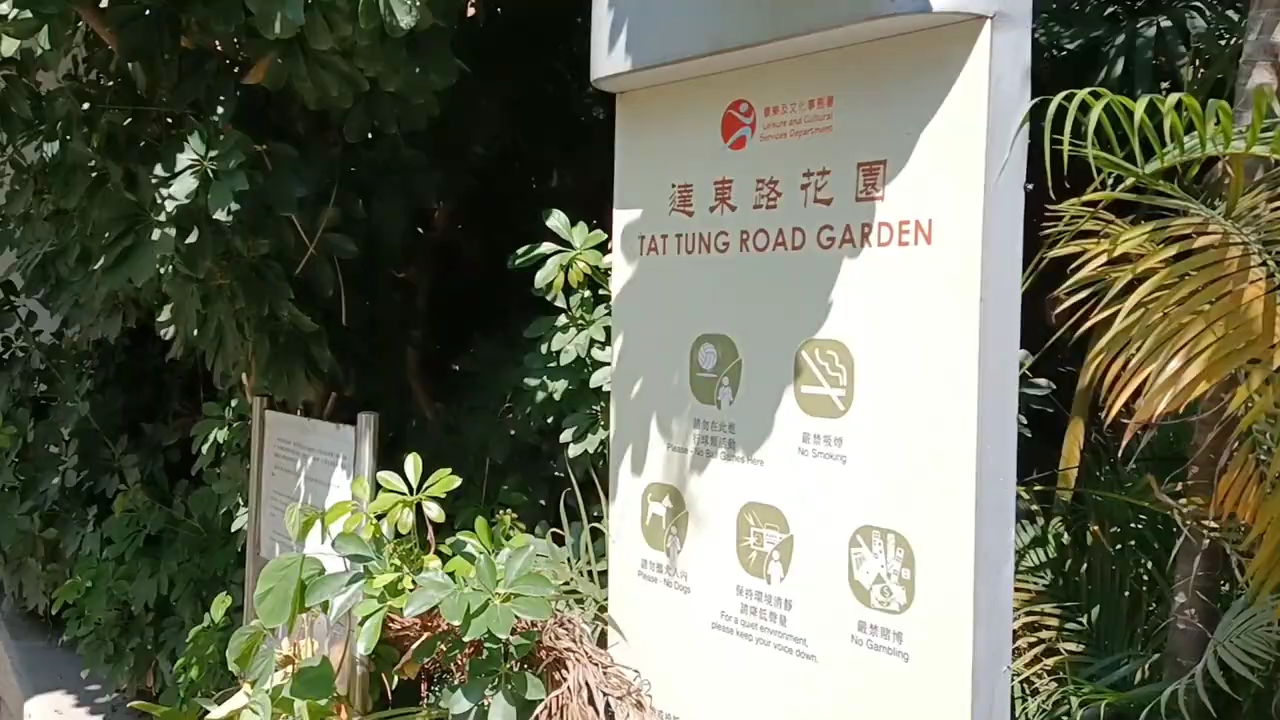 康樂及文化事務署
Leisure and Cultural
Services Department
達東路花園
TAT TUNG ROAD GARDEN
請勿在此進
行球類活動
Please - No Ball Games Here
嚴禁吸煙
No Smoking
請勿攜犬入內
Please - No Dogs
保持環境清靜
請降低聲量
For a quiet environment,
please keep your voice down.
嚴禁賭博
No Gambling